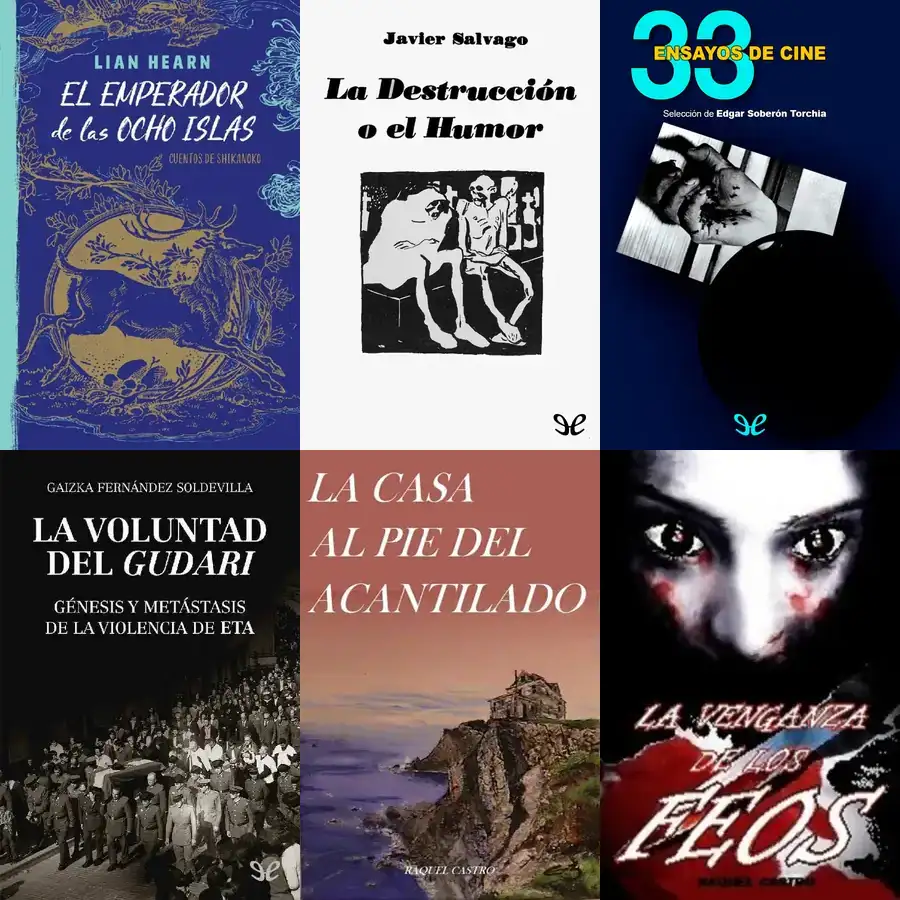 LIAN HEARN
EL EMPERADOR
de las OCHO ISLAS
CUENTOS DE SHIKANOKO
Javier Salvago
La Destrucción
o el Humor
33
ENSAYOS DE CINE
Selección de Edgar Soberón Torchia
GAIZKA FERNÁNDEZ SOLDEVILLA
LA VOLUNTAD
DEL GUDARI
GÉNESIS Y METÁSTASIS
DE LA VIOLENCIA DE ETA
LA CASA
AL PIE DEL
ACANTILADO
RAQUEL CASTRO
LA VENGANZA
DE LOS
FEOS
RAQUEL CASTRO